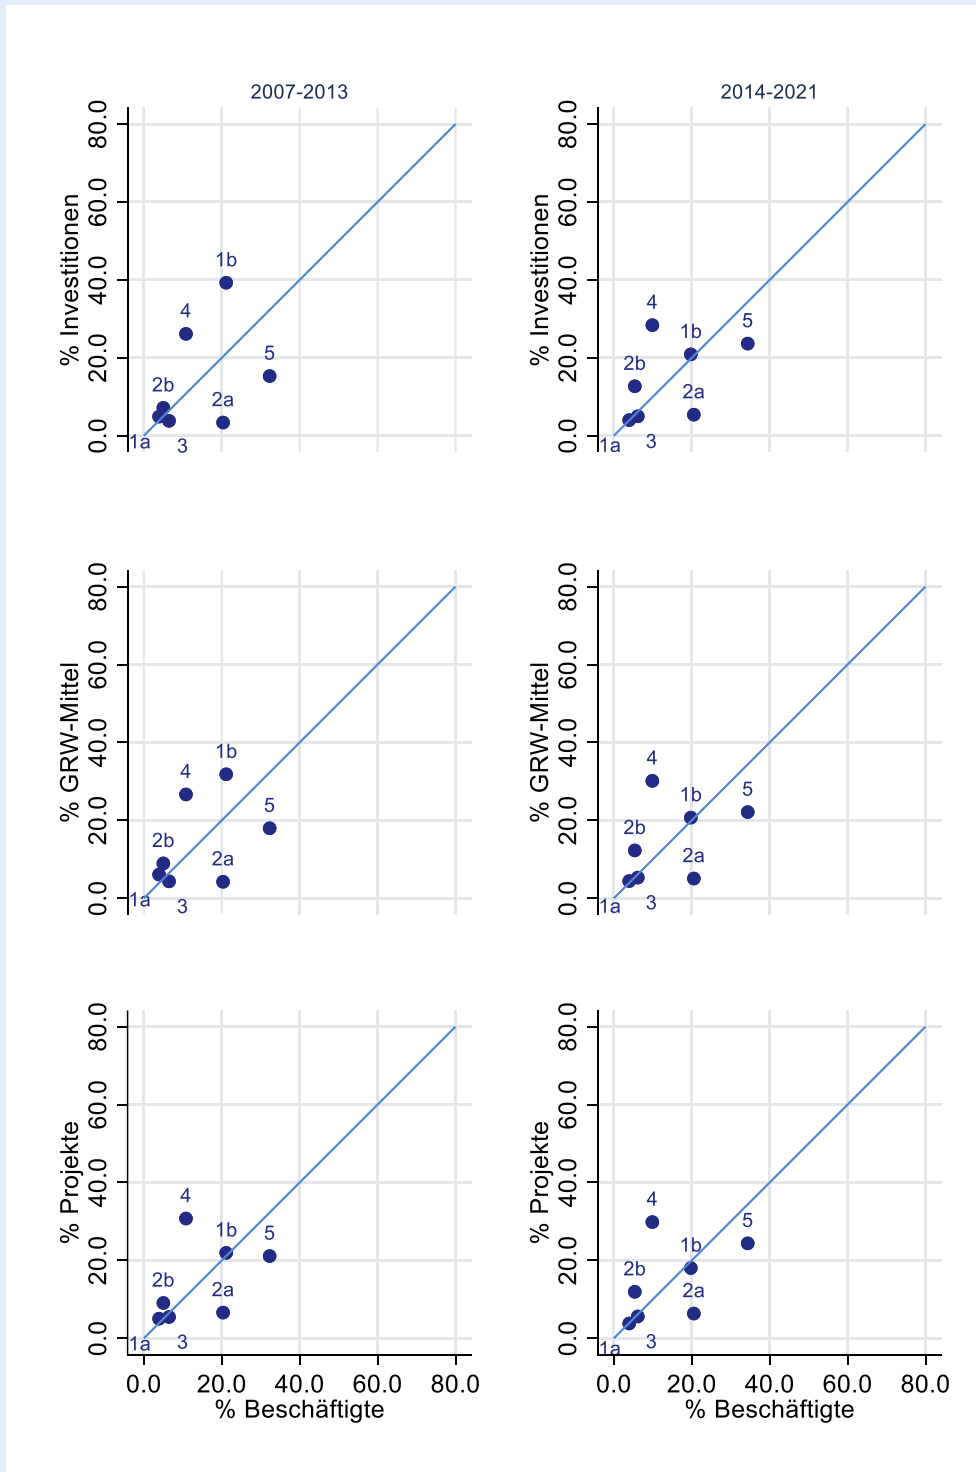 2007-2013
2014-2021
% Investitionen
80.0
60.0
40.0
20.0
0.0
1b
4
5
2b
2a
1a
3
% Investitionen
80.0
60.0
40.0
20.0
0.0
4
5
1b
2b
2a
1a
3
% GRW-Mittel
80.0
60.0
40.0
20.0
0.0
1b
4
5
2b
2a
1a
3
% GRW-Mittel
80.0
60.0
40.0
20.0
0.0
4
5
1b
2b
2a
1a
3
% Projekte
80.0
60.0
40.0
20.0
0.0
4
1b
5
2b
2a
1a
3
0.0 20.0 40.0 60.0 80.0
% Beschäftigte
% Projekte
80.0
60.0
40.0
20.0
0.0
4
5
1b
2b
2a
1a
3
0.0 20.0 40.0 60.0 80.0
% Beschäftigte